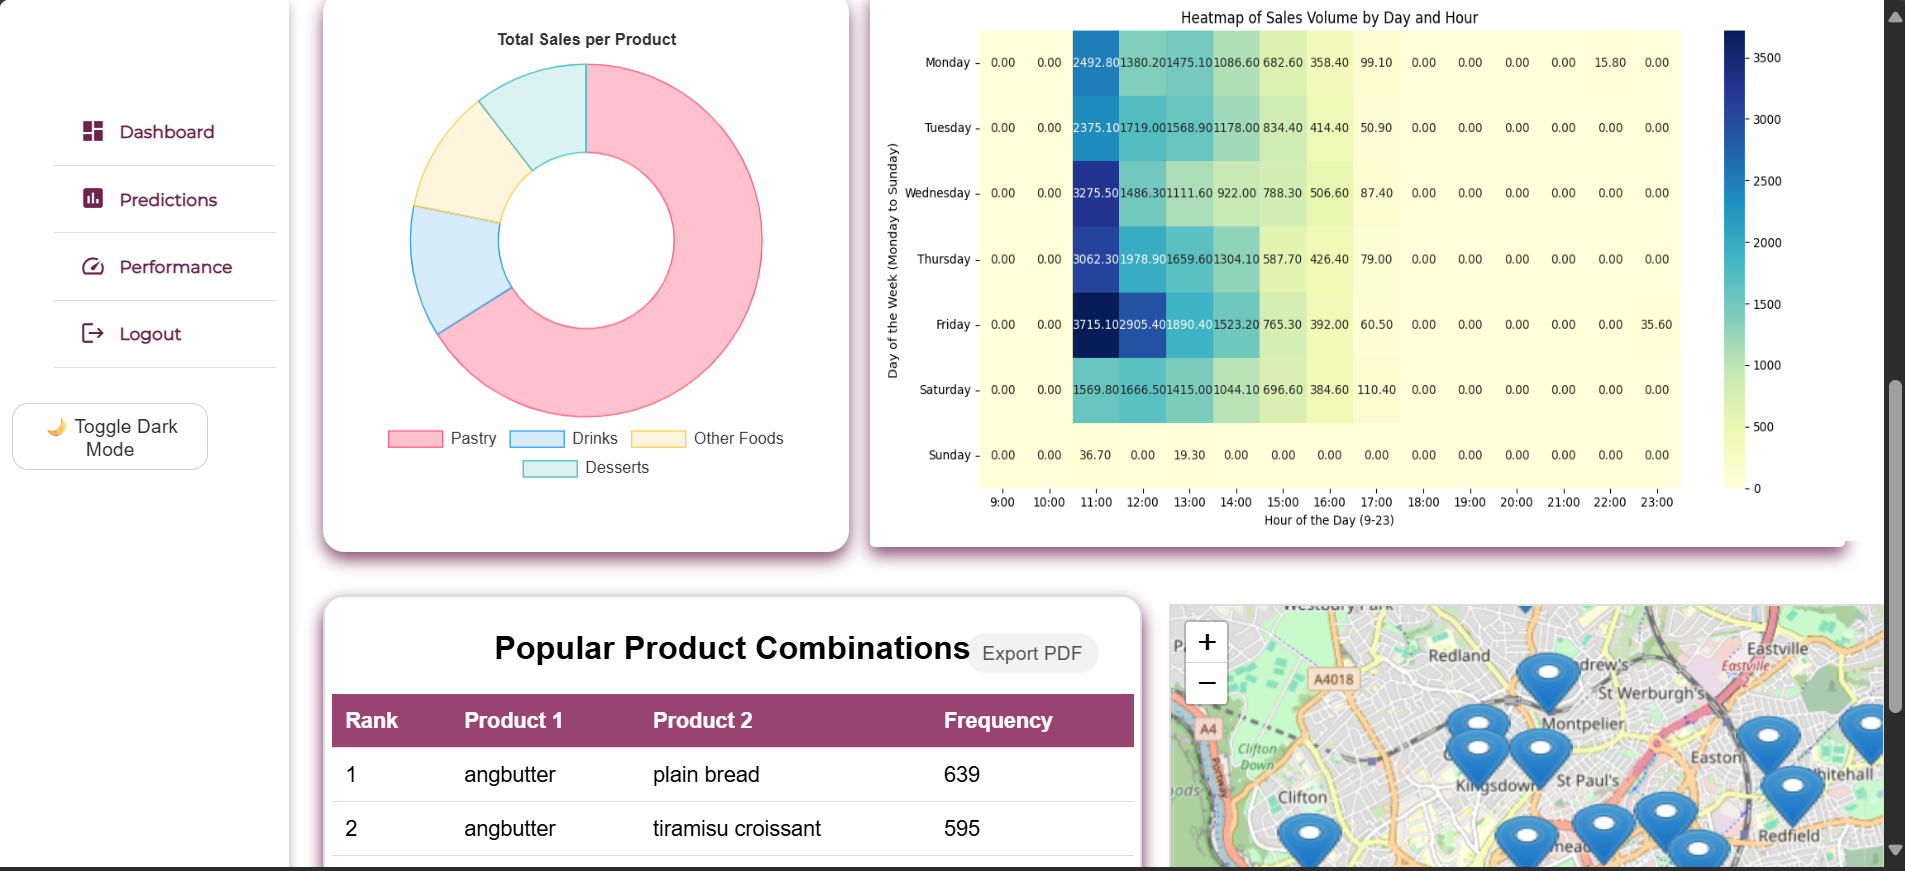 Dashboard
Predictions
Performance
Logout
🌙 Toggle Dark
Mode
Total Sales per Product
Pastry Drinks Other Foods
Desserts
Heatmap of Sales Volume by Day and Hour
Day of the Week (Monday to Sunday)
Monday 0.00 0.00 2492.80 1380.20 1475.10 1086.60 682.60 358.40 99.10 0.00 0.00 0.00 0.00 15.80 0.00
Tuesday 0.00 0.00 2375.10 1719.00 1568.90 1178.00 834.40 414.40 50.90 0.00 0.00 0.00 0.00 0.00 0.00
Wednesday 0.00 0.00 3275.50 1486.30 1111.60 922.00 788.30 506.60 87.40 0.00 0.00 0.00 0.00 0.00 0.00
Thursday 0.00 0.00 3062.30 1978.90 1659.60 1304.10 587.70 426.40 79.00 0.00 0.00 0.00 0.00 0.00 0.00
Friday 0.00 0.00 3715.10 2905.40 1890.40 1523.20 765.30 392.00 60.50 0.00 0.00 0.00 0.00 0.00 35.60
Saturday 0.00 0.00 1569.80 1666.50 1415.00 1044.10 696.60 384.60 110.40 0.00 0.00 0.00 0.00 0.00 0.00
Sunday 0.00 0.00 36.70 0.00 19.30 0.00 0.00 0.00 0.00 0.00 0.00 0.00 0.00 0.00 0.00
9:00 10:00 11:00 12:00 13:00 14:00 15:00 16:00 17:00 18:00 19:00 20:00 21:00 22:00 23:00
Hour of the Day (9-23)
3500
3000
2500
2000
1500
1000
500
0
Popular Product Combinations
Export PDF
Rank Product 1 Product 2 Frequency
1 angbutter plain bread 639
2 angbutter tiramisu croissant 595
+
−
Westbury Park
Redland
Eastville
Eastville
A4018
St Werburgh's
Montpelier
A4
Clifton
Down
Portway
Easton
Kingsdown
St Paul's
Clifton
Redfield